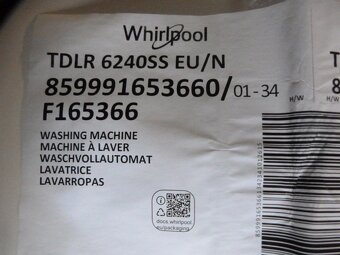 Whirlpool
TDLR 6240SS EU/N
859991653660/01-34
F165366
WASHING MACHINE
MACHINE À LAVER
WASCHVOLLAUTOMAT
LAVATRICE
LAVARROPAS
docs.whirlpool.
eu/packaging
H/W
T
8
H/W